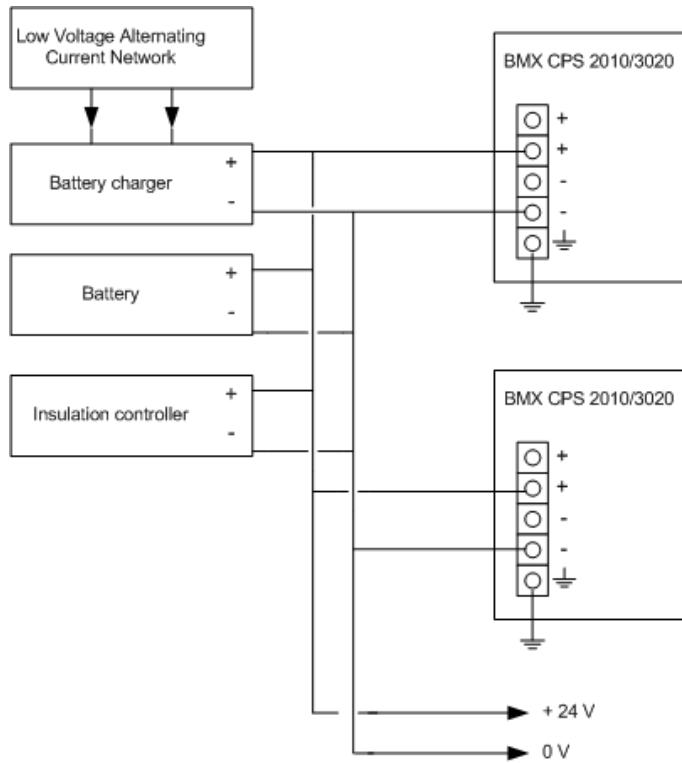 Low Voltage Alternating
Current Network
BMX CPS 2010/3020
+
+
-
-
Battery charger
+
-
Battery
+
-
Insulation controller
+
-
BMX CPS 2010/3020
+
+
-
-
+ 24 V
0 V